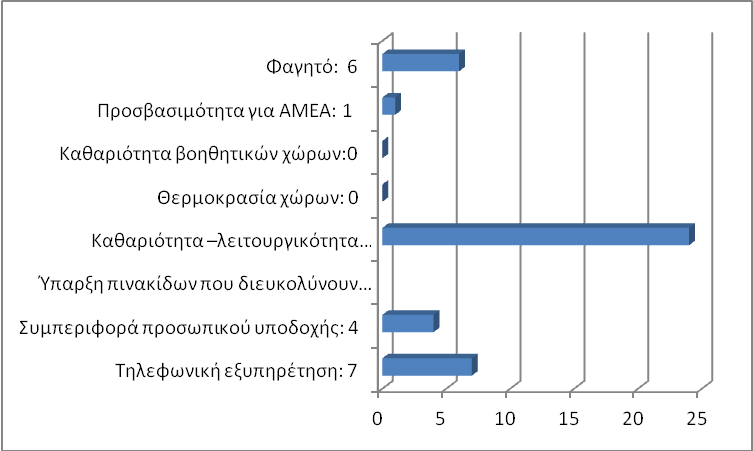 Φαγητό: 6
Προσβασιμότητα για ΑΜΕΑ: 1
Καθαριότητα βοηθητικών χώρων:0
Θερμοκρασία χώρων: 0
Καθαριότητα –λειτουργικότητα...
Ύπαρξη πινακίδων που διευκολύνουν...
Συμπεριφορά προσωπικού υποδοχής: 4
Τηλεφωνική εξυπηρέτηση: 7
0 5 10 15 20 25